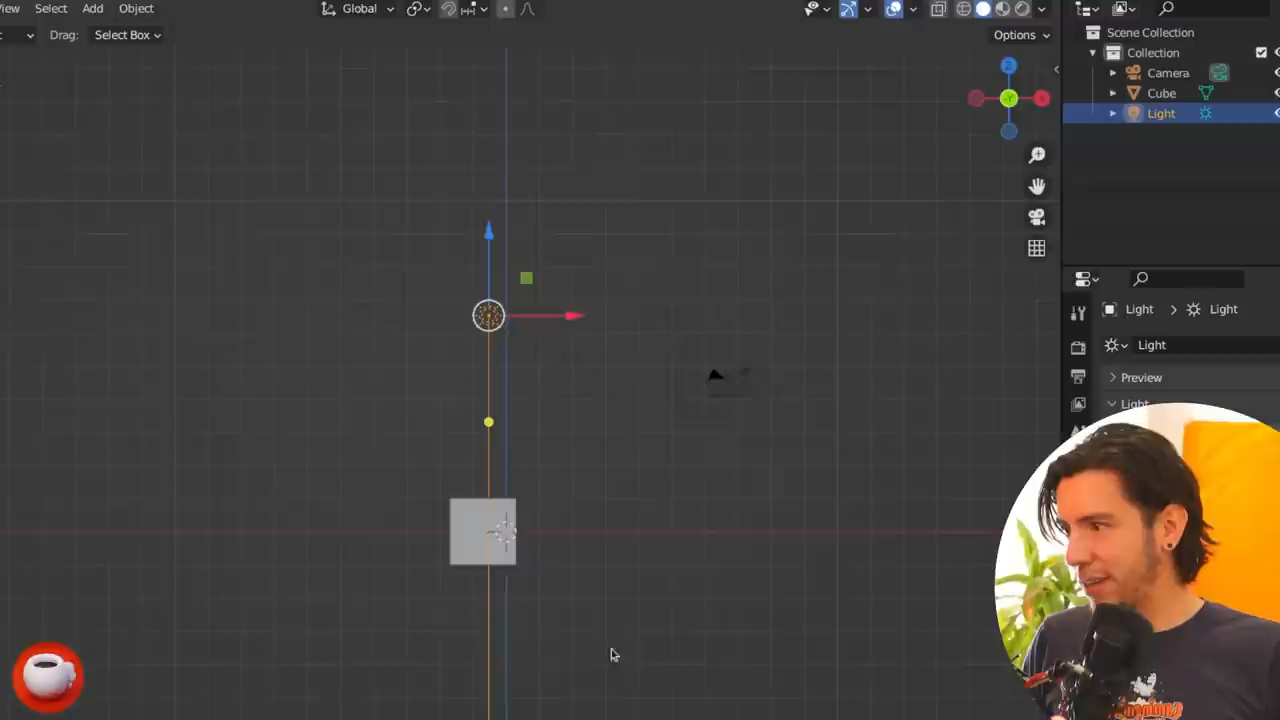 View Select Add Object Global
Drag: Select Box Options
Scene Collection
Collection
Camera
Cube
Light
Z
-Y
X
Light Light
Light
Preview
Light